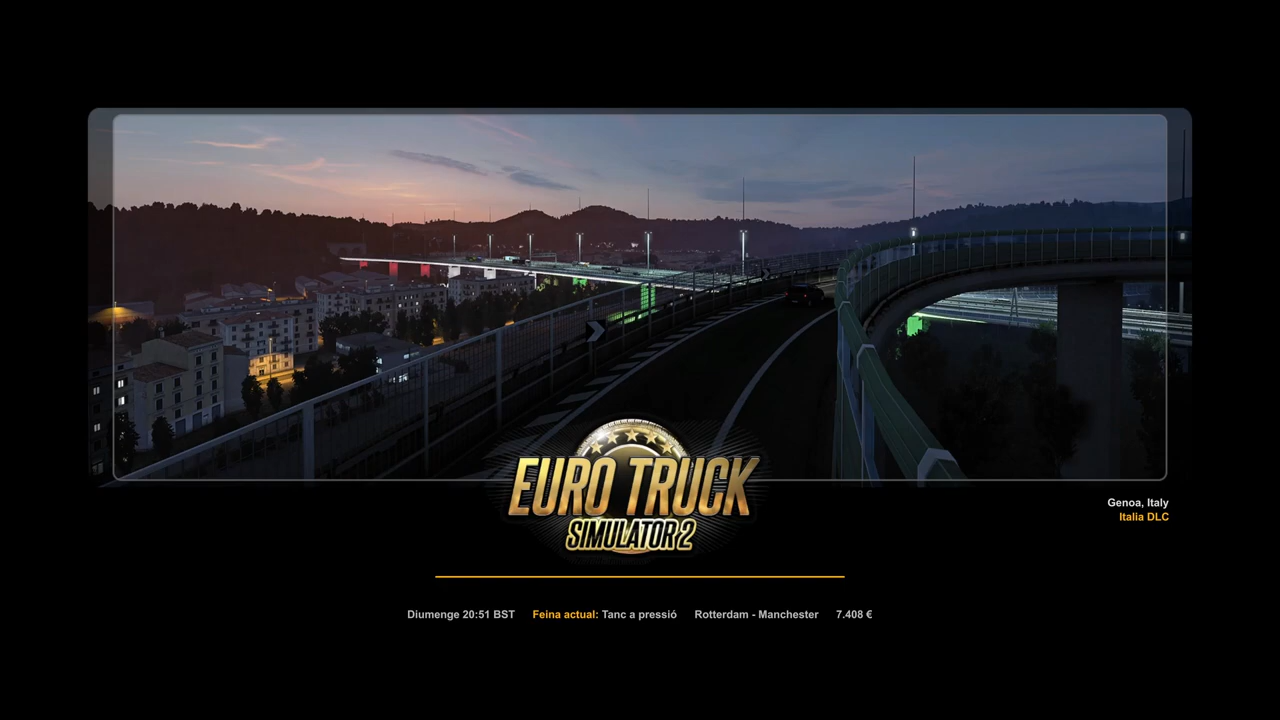 EURO TRUCK
SIMULATOR 2
Genoa, Italy
Italia DLC
Diumenge 20:51 BST Feina actual: Tanc a pressió Rotterdam - Manchester 7.408 €